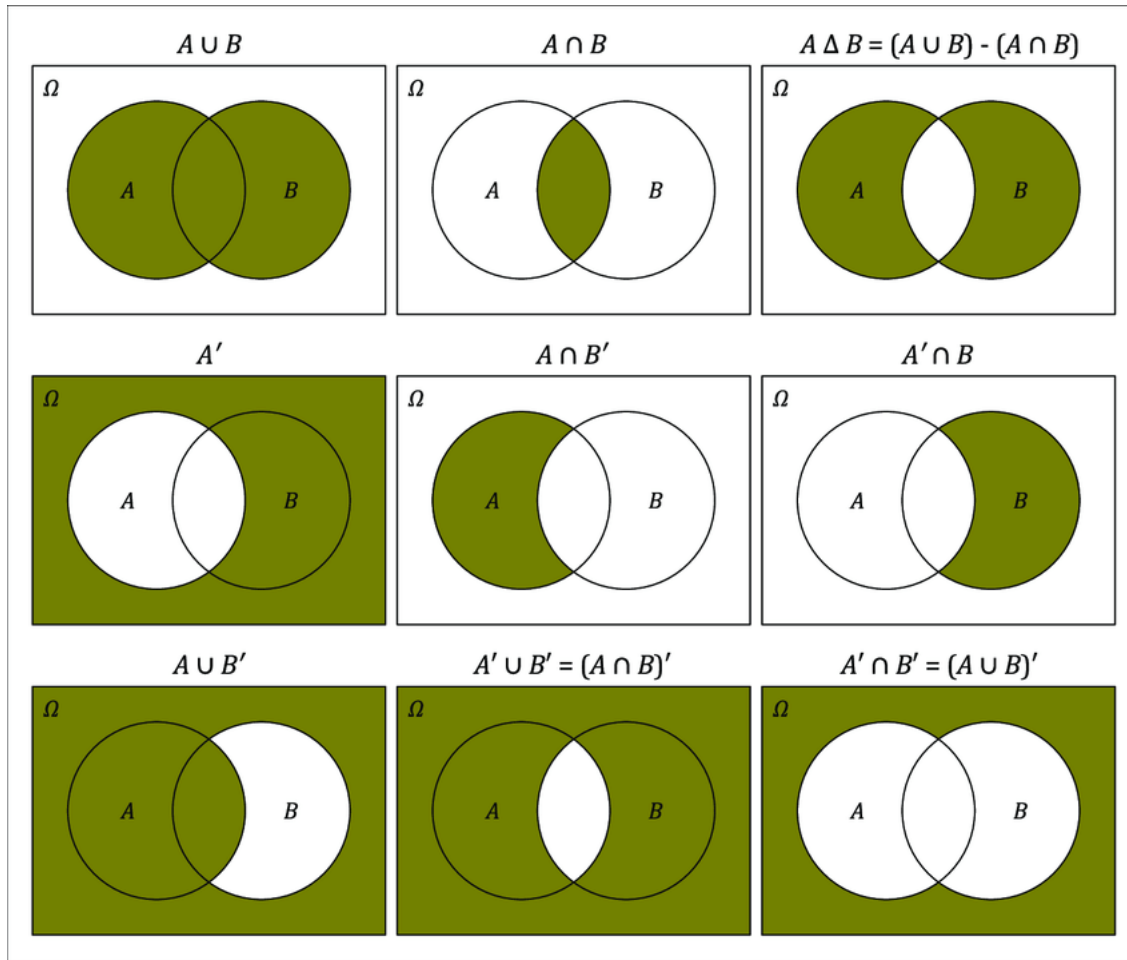 A ∪ B
A ∩ B
A Δ B = (A ∪ B) - (A ∩ B)
Ω
A
B
Ω
A
B
Ω
A
B
A′
A ∩ B′
A′ ∩ B
Ω
A
B
Ω
A
B
Ω
A
B
A ∪ B′
A′ ∪ B′ = (A ∩ B)′
A′ ∩ B′ = (A ∪ B)′
Ω
A
B
Ω
A
B
Ω
A
B